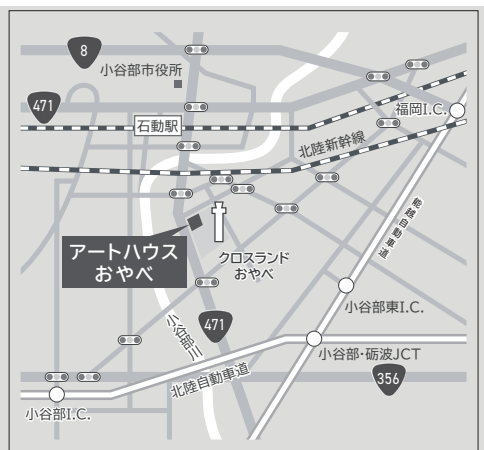 8
小谷部市役所
471
石動駅
福岡I.C.
北陸新幹線
能越自動車道
アートハウス
おやべ
クロスランド
おやべ
小谷部東I.C.
471
小谷部川
小谷部・砺波JCT
北陸自動車道
356
小谷部I.C.